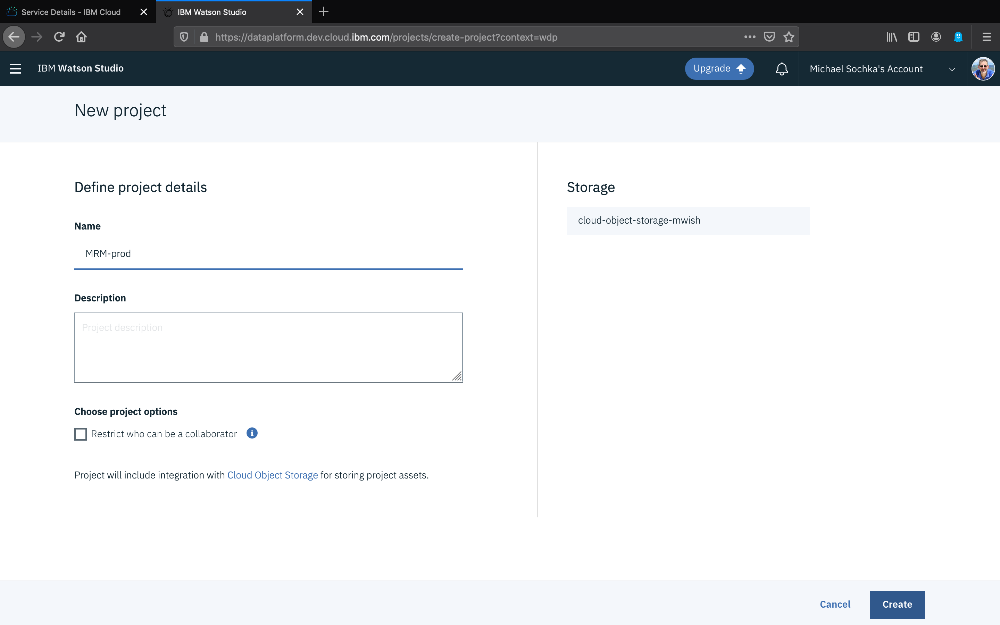 Service Details - IBM Cloud
IBM Watson Studio
https://dataplatform.dev.cloud.ibm.com/projects/create-project?context=wdp
IBM Watson Studio
Upgrade
Michael Sochka's Account
New project
Define project details
Storage
cloud-object-storage-mwish
Name
MRM-prod
Description
Project description
Choose project options
Restrict who can be a collaborator
Project will include integration with Cloud Object Storage for storing project assets.
Cancel
Create